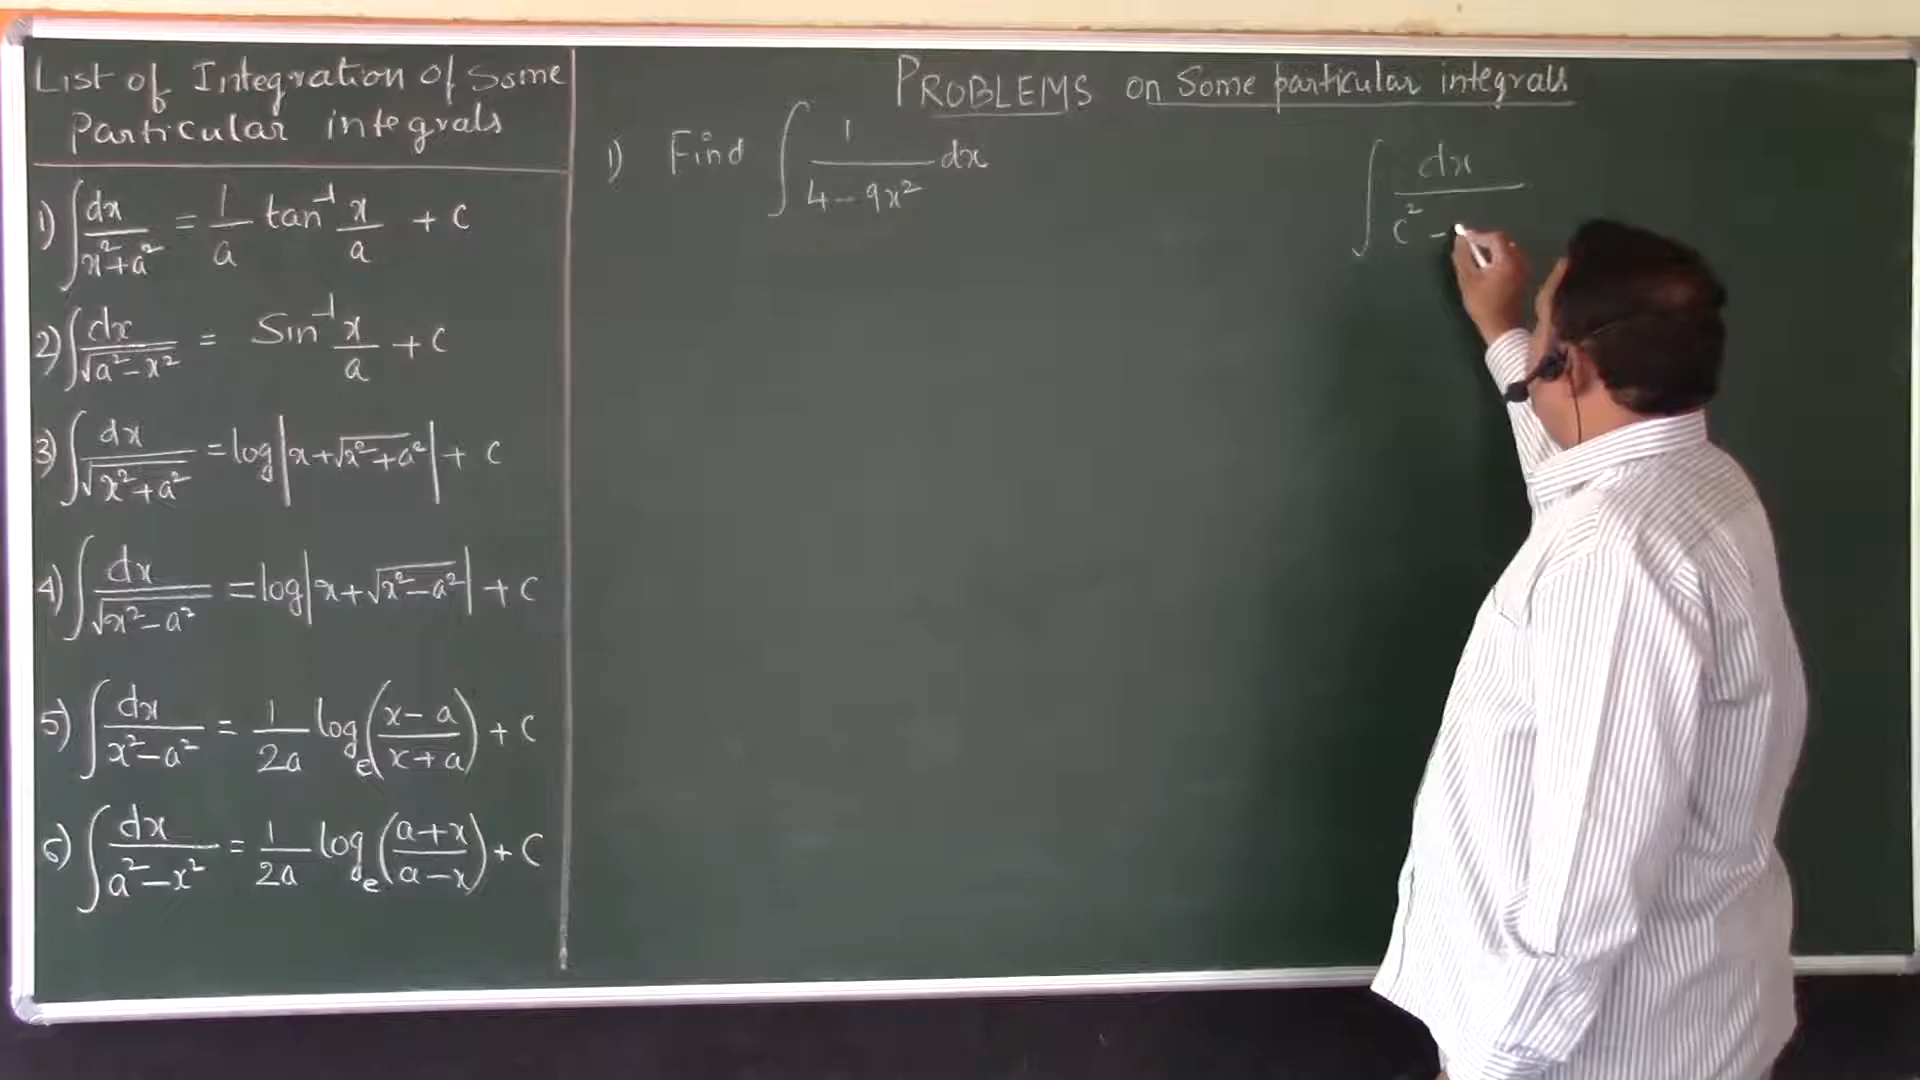 List of Integration of Some
Particular integrals
1) ∫ dx/(x²+a²) = 1/a tan⁻¹ x/a + C
2) ∫ dx/√(a²-x²) = Sin⁻¹ x/a + C
3) ∫ dx/√(x²+a²) = log|x+√(x²+a²)| + C
4) ∫ dx/√(x²-a²) = log|x+√(x²-a²)| + C
5) ∫ dx/(x²-a²) = 1/2a logₑ((x-a)/(x+a)) + C
6) ∫ dx/(a²-x²) = 1/2a logₑ((a+x)/(a-x)) + C
PROBLEMS on Some particular integrals
1) Find ∫ 1/(4-9x²) dx
∫ dx/(c² -